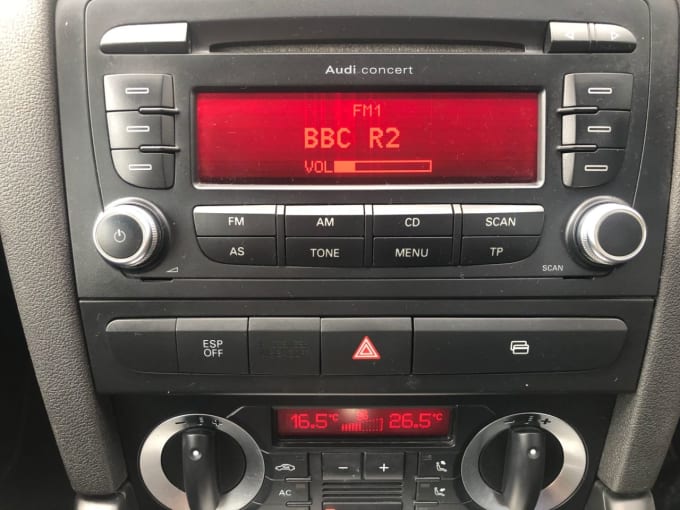 Audi concert
FM1
BBC R2
VOL
FM AM CD SCAN
AS TONE MENU TP
SCAN
ESP OFF
16.5°C 26.5°C
AC